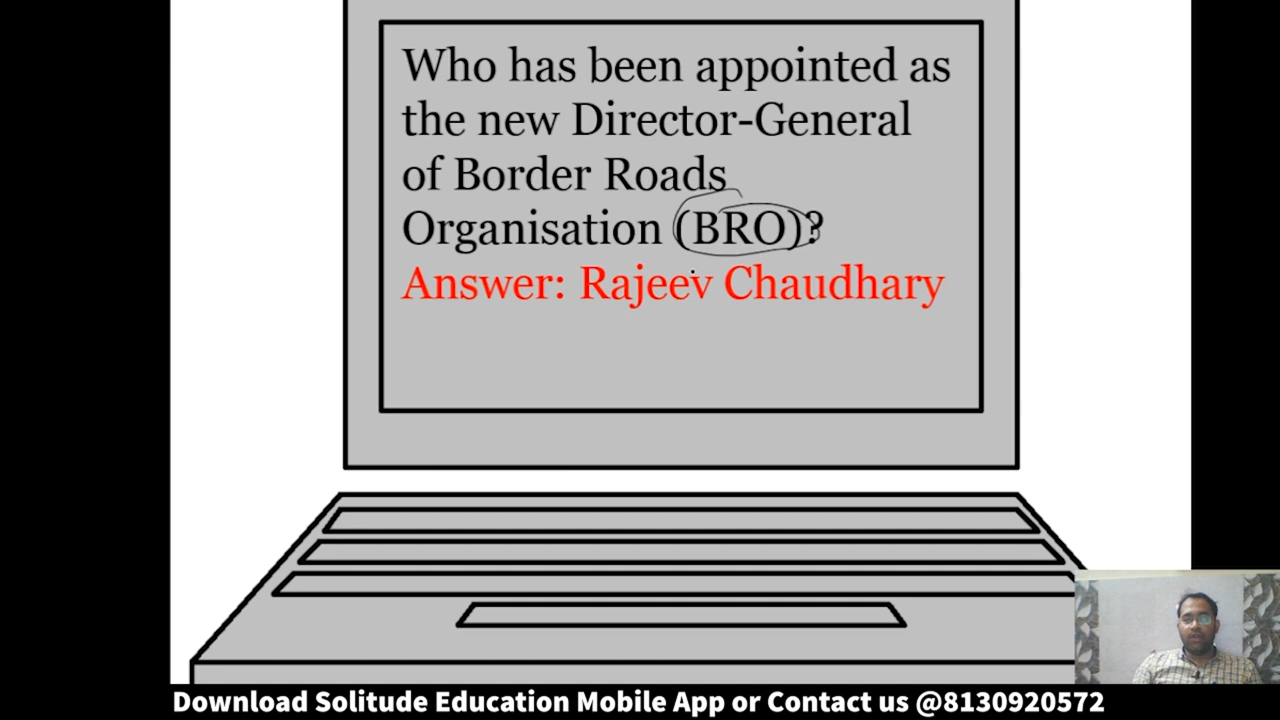 Who has been appointed as
the new Director-General
of Border Roads
Organisation (BRO)?
Answer: Rajeev Chaudhary
Download Solitude Education Mobile App or Contact us @8130920572